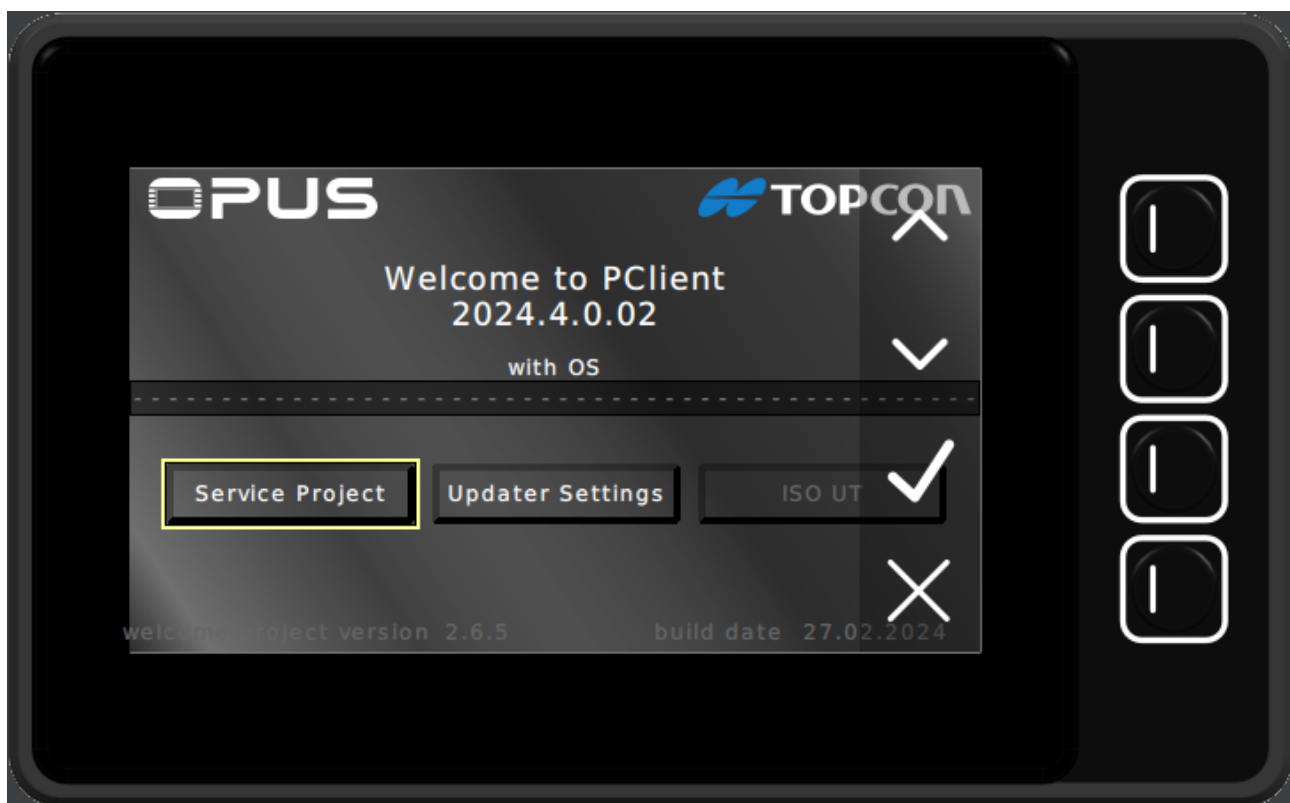 OPUS
TOPCON
Welcome to PClient
2024.4.0.02
with OS
Service Project
Updater Settings
ISO UT
welcome project version 2.6.5
build date 27.02.2024